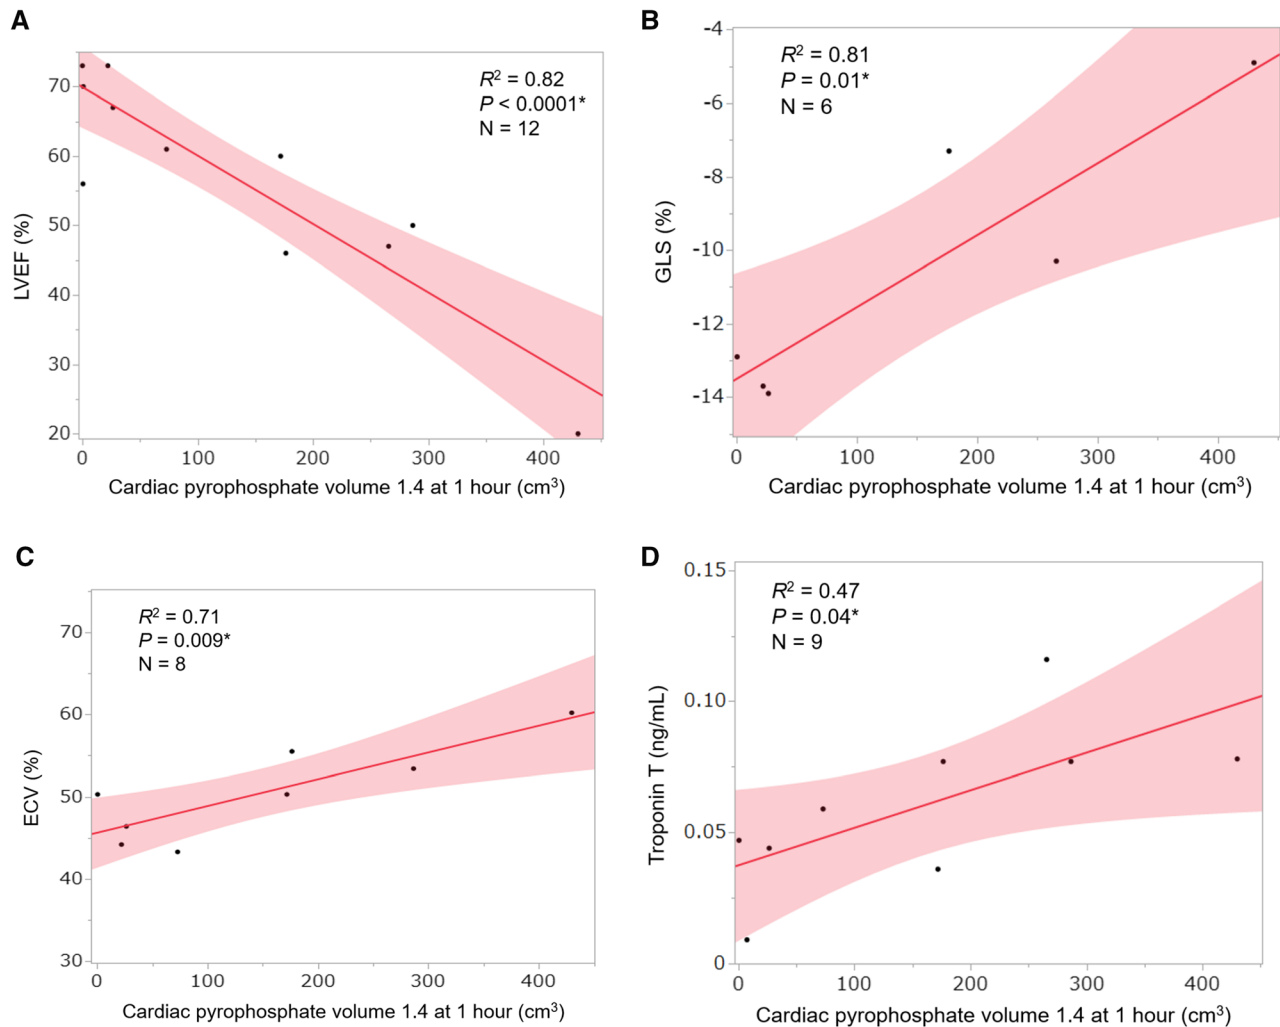 A
R² = 0.82
P < 0.0001*
N = 12
LVEF (%)
70
60
50
40
30
20
0 100 200 300 400
Cardiac pyrophosphate volume 1.4 at 1 hour (cm³)
B
R² = 0.81
P = 0.01*
N = 6
GLS (%)
-4
-6
-8
-10
-12
-14
0 100 200 300 400
Cardiac pyrophosphate volume 1.4 at 1 hour (cm³)
C
R² = 0.71
P = 0.009*
N = 8
ECV (%)
70
60
50
40
30
0 100 200 300 400
Cardiac pyrophosphate volume 1.4 at 1 hour (cm³)
D
R² = 0.47
P = 0.04*
N = 9
Troponin T (ng/mL)
0.15
0.10
0.05
0
0 100 200 300 400
Cardiac pyrophosphate volume 1.4 at 1 hour (cm³)